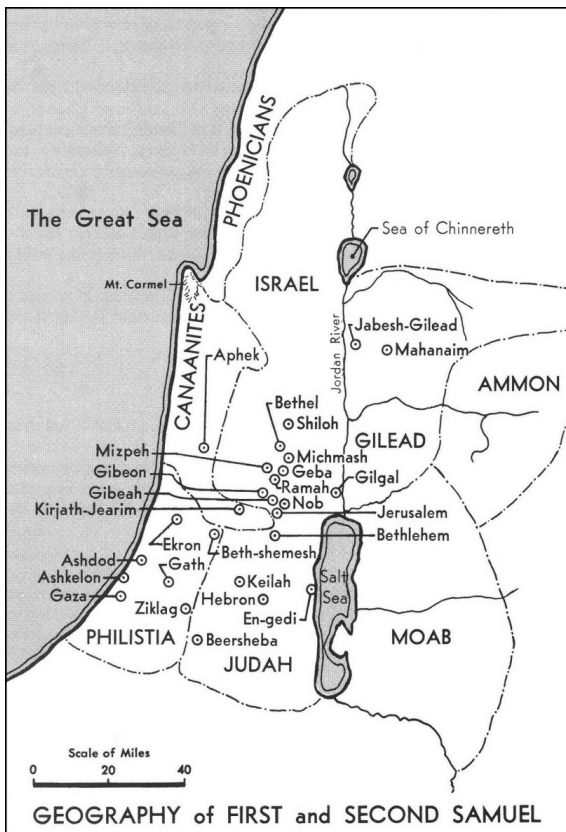 PHOENICIANS
The Great Sea
Sea of Chinnereth
Mt. Carmel
ISRAEL
CANAANITES
Jordan River
Jabesh-Gilead
Mahanaim
Aphek
AMMON
Bethel
Shiloh
GILEAD
Mizpeh
Michmash
Gibeon
Geba
Ramah
Gilgal
Gibeah
Nob
Kirjath-Jearim
Jerusalem
Ekron
Beth-shemesh
Bethlehem
Ashdod
Gath
Ashkelon
Keilah
Salt
Sea
Gaza
Hebron
Ziklag
En-gedi
PHILISTIA
Beersheba
MOAB
JUDAH
Scale of Miles
0 20 40
GEOGRAPHY of FIRST and SECOND SAMUEL